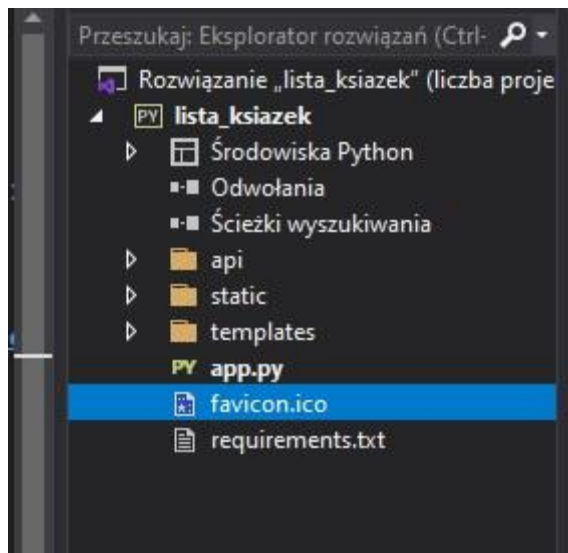 Przeszukaj: Eksplorator rozwiązań (Ctrl-
Rozwiązanie „lista_ksiazek" (liczba proje
PY lista_ksiazek
Środowiska Python
Odwołania
Ścieżki wyszukiwania
api
static
templates
PY app.py
favicon.ico
requirements.txt